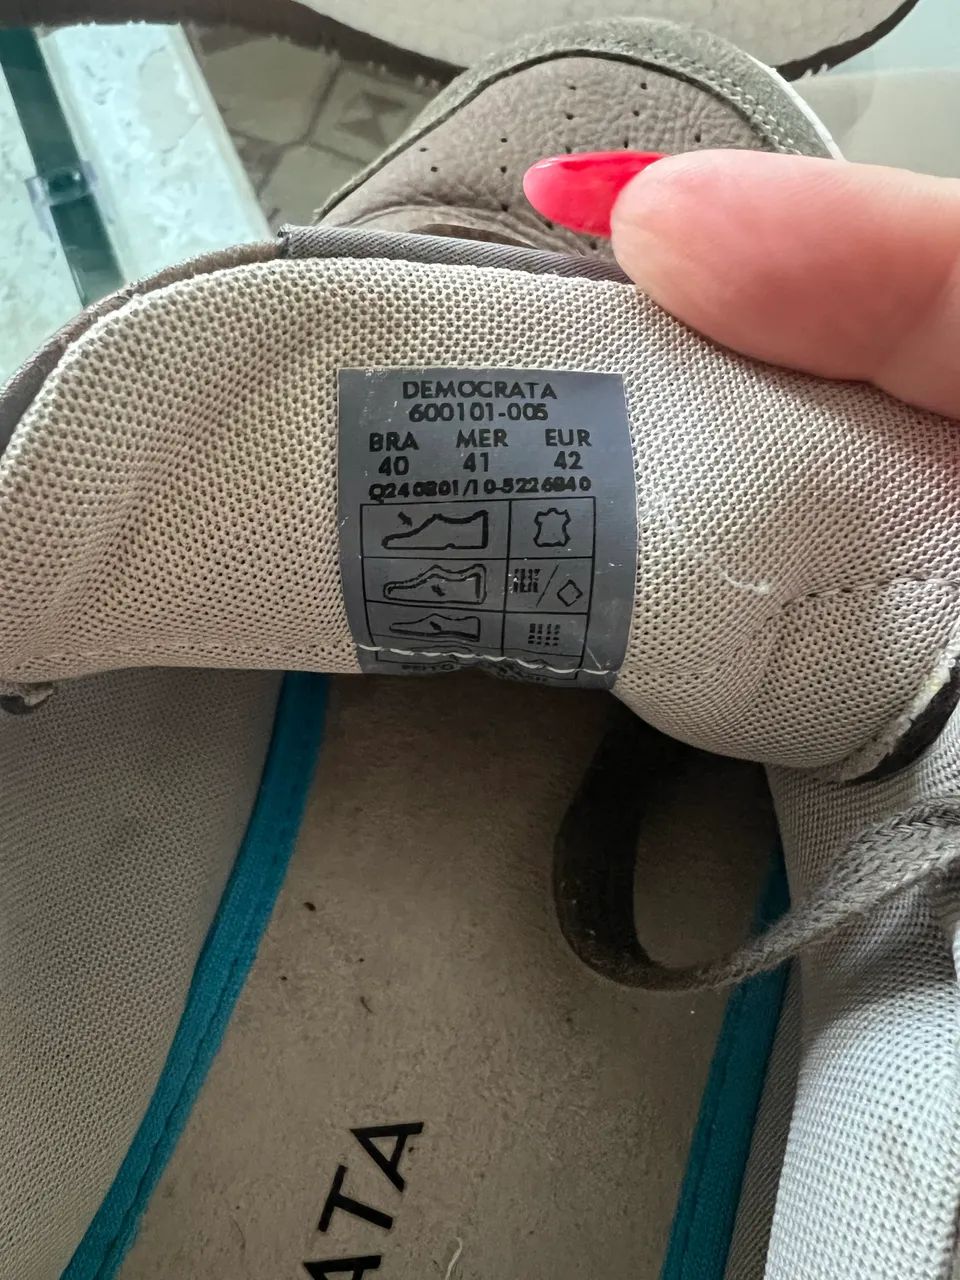 DEMOCRATA
600101-005
BRA MER EUR
40 41 42
Q240801/10-5226840
ATA